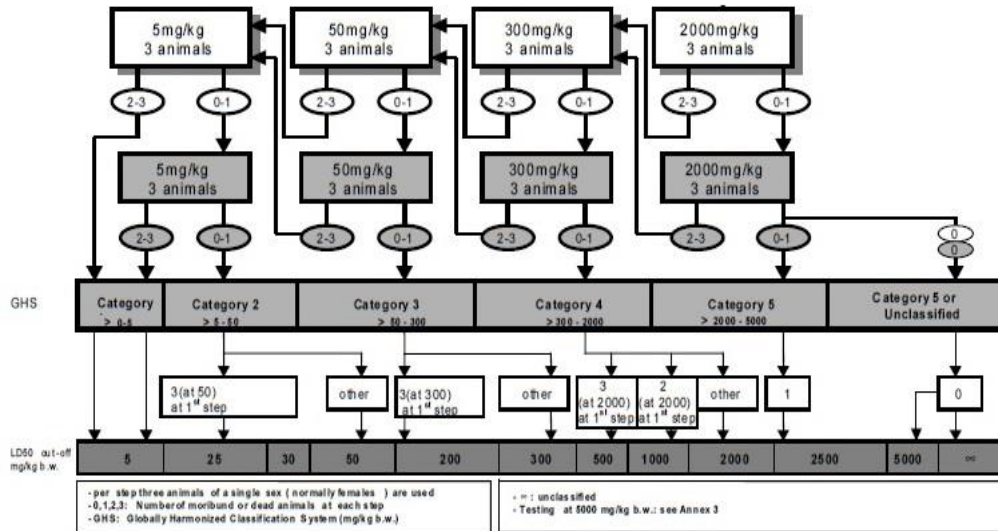 5mg/kg 50mg/kg 300mg/kg 2000mg/kg
3 animals 3 animals 3 animals 3 animals
2-3 0-1 2-3 0-1 2-3 0-1 2-3 0-1
5mg/kg 50mg/kg 300mg/kg 2000mg/kg
3 animals 3 animals 3 animals 3 animals
2-3 0-1 2-3 0-1 2-3 0-1 2-3 0-1
0
0
GHS
Category
> 0-5
Category 2
> 5-50
Category 3
> 50-300
Category 4
> 300-2000
Category 5
> 2000-5000
Category 5 or
Unclassified
3(at 50)
at 1st step
other
3(at 300)
at 1st step
other
3
(at 2000)
at 1st step
2
(at 2000)
at 1st step
other
1
0
LD50 cut-off
mg/kg b.w.
5 25 30 50 200 300 500 1000 2000 2500 5000 ∞
- per step three animals of a single sex ( normally females ) are used
- 0,1,2,3: Number of moribund or dead animals at each step
- GHS: Globally Harmonized Classification System (mg/kg b.w.)
- ∞ : unclassified
- Testing at 5000 mg/kg b.w.: see Annex 3